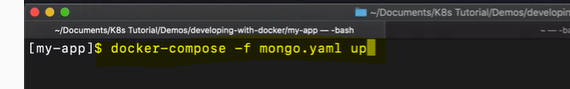 ~/Documents/K8s Tutorial/Demos/developin
~/Documents/K8s Tutorial/Demos/developing-with-docker/my-app — -bash
~ — -ba
[my-app]$ docker-compose -f mongo.yaml up